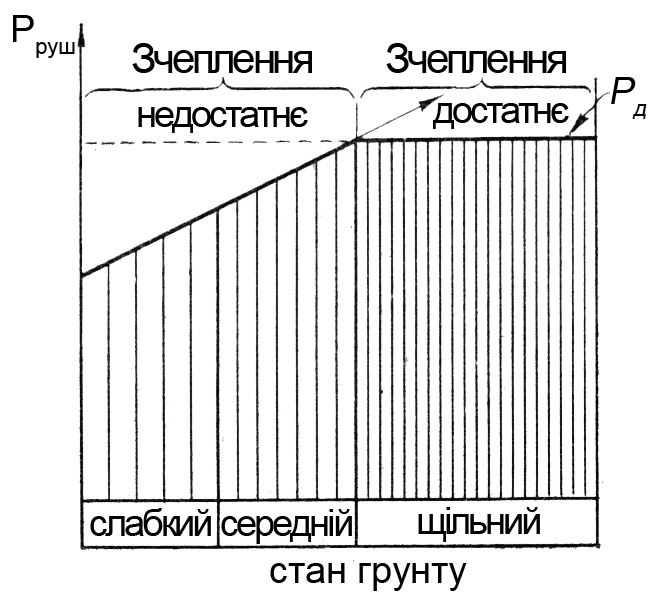 Pруш
Зчеплення Зчеплення
недостатнє достатнє
Pд
слабкий середній щільний
стан грунту